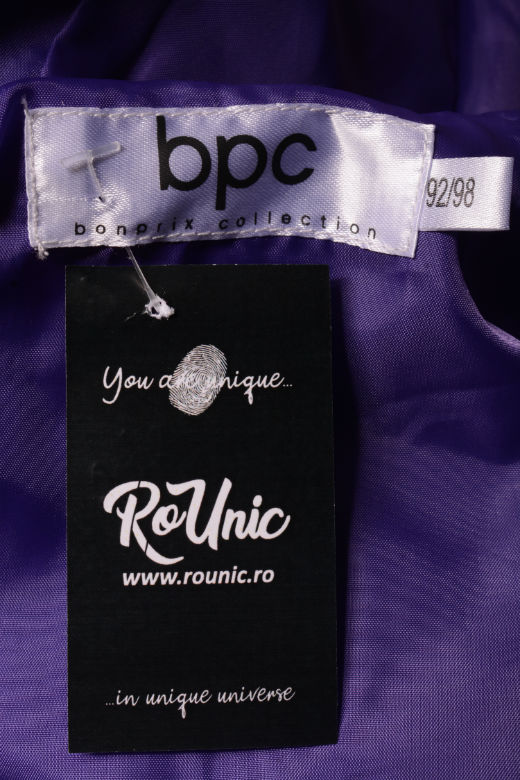 bpc
bonprix collection
92/98
You are unique...
RoUnic
www.rounic.ro
...in unique universe